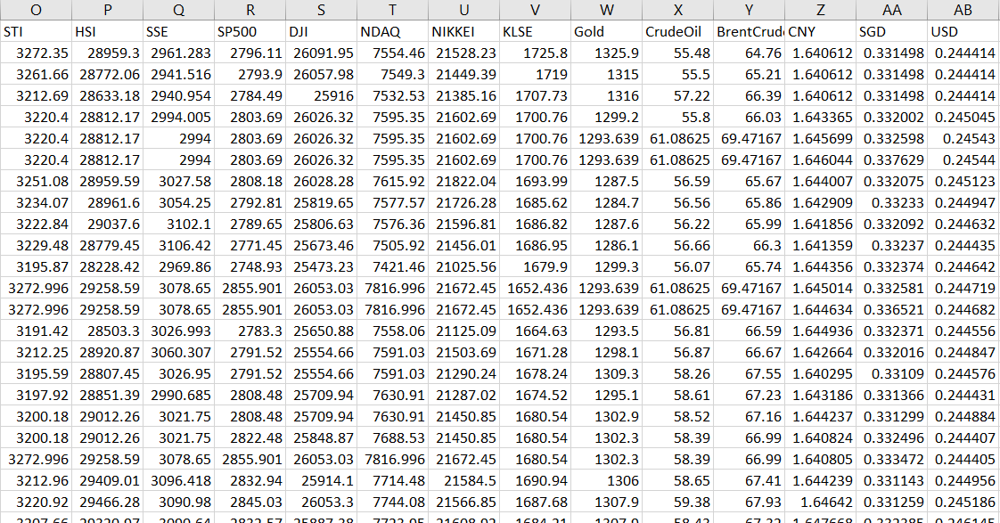 O P Q R S T U V W X Y Z AA AB
STI HSI SSE SP500 DJI NDAQ NIKKEI KLSE Gold CrudeOil BrentCrud CNY SGD USD
3272.35 28959.3 2961.283 2796.11 26091.95 7554.46 21528.23 1725.8 1325.9 55.48 64.76 1.640612 0.331498 0.244414
3261.66 28772.06 2941.516 2793.9 26057.98 7549.3 21449.39 1719 1315 55.5 65.21 1.640612 0.331498 0.244414
3212.69 28633.18 2940.954 2784.49 25916 7532.53 21385.16 1707.73 1316 57.22 66.39 1.640612 0.331498 0.244414
3220.4 28812.17 2994.005 2803.69 26026.32 7595.35 21602.69 1700.76 1299.2 55.8 66.03 1.643365 0.332002 0.245045
3220.4 28812.17 2994 2803.69 26026.32 7595.35 21602.69 1700.76 1293.639 61.08625 69.47167 1.645699 0.332598 0.24543
3220.4 28812.17 2994 2803.69 26026.32 7595.35 21602.69 1700.76 1293.639 61.08625 69.47167 1.646044 0.337629 0.24544
3251.08 28959.59 3027.58 2808.18 26028.28 7615.92 21822.04 1693.99 1287.5 56.59 65.67 1.644007 0.332075 0.245123
3234.07 28961.6 3054.25 2792.81 25819.65 7577.57 21726.28 1685.62 1284.7 56.56 65.86 1.642909 0.33233 0.244947
3222.84 29037.6 3102.1 2789.65 25806.63 7576.36 21596.81 1686.82 1287.6 56.22 65.99 1.641856 0.332092 0.244632
3229.48 28779.45 3106.42 2771.45 25673.46 7505.92 21456.01 1686.95 1286.1 56.66 66.3 1.641359 0.33237 0.244435
3195.87 28228.42 2969.86 2748.93 25473.23 7421.46 21025.56 1679.9 1299.3 56.07 65.74 1.644356 0.332374 0.244642
3272.996 29258.59 3078.65 2855.901 26053.03 7816.996 21672.45 1652.436 1293.639 61.08625 69.47167 1.645014 0.332581 0.244719
3272.996 29258.59 3078.65 2855.901 26053.03 7816.996 21672.45 1652.436 1293.639 61.08625 69.47167 1.644634 0.336521 0.244682
3191.42 28503.3 3026.993 2783.3 25650.88 7558.06 21125.09 1664.63 1293.5 56.81 66.59 1.644936 0.332371 0.244556
3212.25 28920.87 3060.307 2791.52 25554.66 7591.03 21503.69 1671.28 1298.1 56.87 66.67 1.642664 0.332016 0.244847
3195.59 28807.45 3026.95 2791.52 25554.66 7591.03 21290.24 1678.24 1309.3 58.26 67.55 1.640295 0.33109 0.244576
3197.92 28851.39 2990.685 2808.48 25709.94 7630.91 21287.02 1674.52 1295.1 58.61 67.23 1.643186 0.331366 0.244431
3200.18 29012.26 3021.75 2808.48 25709.94 7630.91 21450.85 1680.54 1302.9 58.52 67.16 1.644237 0.331299 0.244884
3200.18 29012.26 3021.75 2822.48 25848.87 7688.53 21450.85 1680.54 1302.3 58.39 66.99 1.640824 0.332496 0.244407
3272.996 29258.59 3078.65 2855.901 26053.03 7816.996 21672.45 1680.54 1302.3 58.39 66.99 1.640805 0.333472 0.244405
3212.96 29409.01 3096.418 2832.94 25914.1 7714.48 21584.5 1690.94 1306 58.65 67.41 1.644239 0.331143 0.244956
3220.92 29466.28 3090.98 2845.03 26053.3 7744.08 21566.85 1687.68 1307.9 59.38 67.93 1.64642 0.331259 0.245186